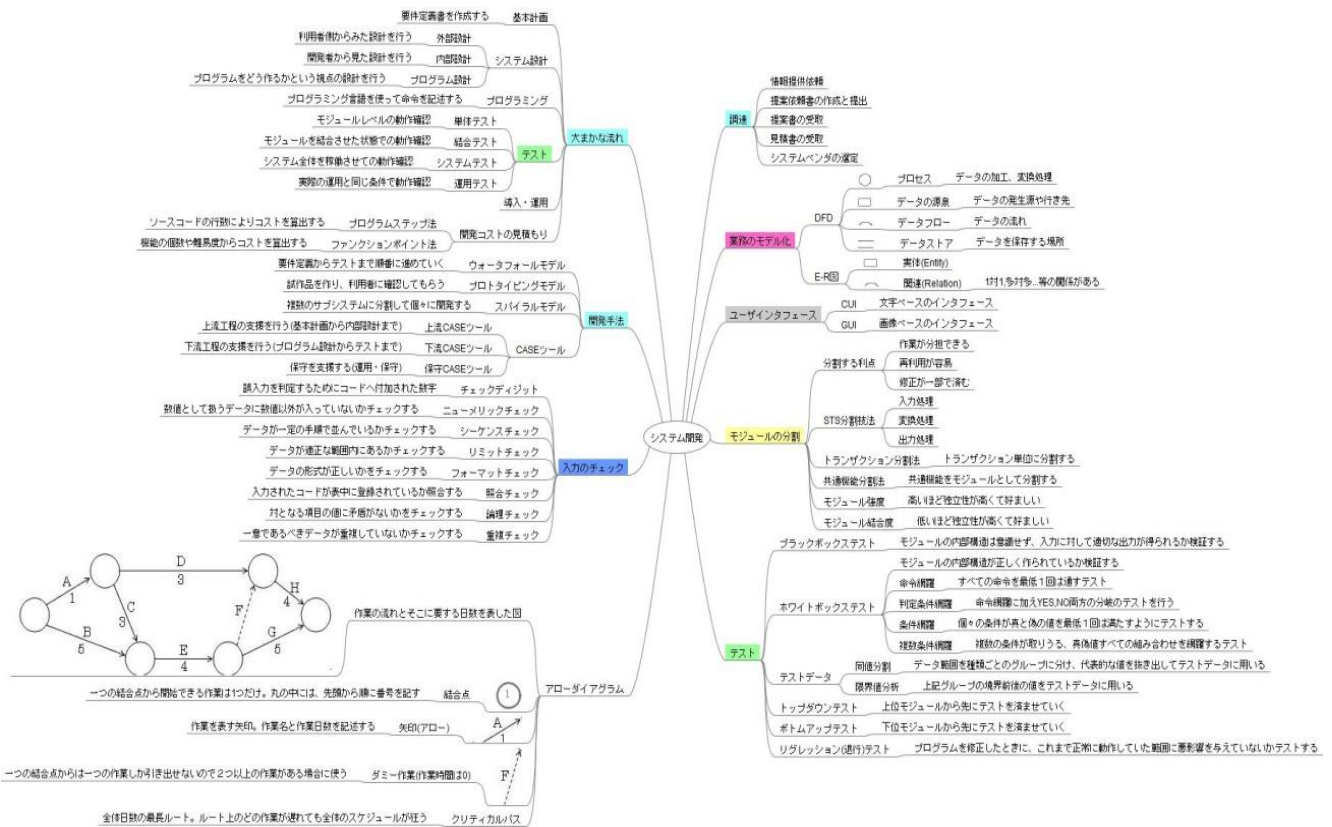 システム開発
大まかな流れ
基本計画
要件定義書を作成する
システム設計
外部設計
利用者側からみた設計を行う
内部設計
開発者から見た設計を行う
プログラム設計
プログラムをどう作るかという視点の設計を行う
プログラミング
プログラミング言語を使って命令を記述する
テスト
単体テスト
モジュールレベルの動作確認
結合テスト
モジュールを結合させた状態での動作確認
システムテスト
システム全体を稼働させての動作確認
運用テスト
実際の運用と同じ条件で動作確認
導入・運用
開発コストの見積もり
プログラムステップ法
ソースコードの行数によりコストを算出する
ファンクションポイント法
機能の個数や難易度からコストを算出する
開発手法
ウォータフォールモデル
要件定義からテストまで順番に進めていく
プロトタイピングモデル
試作品を作り、利用者に確認してもらう
スパイラルモデル
複数のサブシステムに分割して個々に開発する
CASEツール
上流CASEツール
上流工程の支援を行う(基本計画から内部設計まで)
下流CASEツール
下流工程の支援を行う(プログラム設計からテストまで)
保守CASEツール
保守を支援する(運用・保守)
入力のチェック
チェックディジット
誤入力を判定するためにコードへ付加された数字
ニューメリックチェック
数値として扱うデータに数値以外が入っていないかチェックする
シーケンスチェック
データが一定の手順で並んでいるかチェックする
リミットチェック
データが適正な範囲内にあるかチェックする
フォーマットチェック
データの形式が正しいかをチェックする
照合チェック
入力されたコードが表中に登録されているか照合する
論理チェック
対となる項目の値に矛盾がないかをチェックする
重複チェック
一意であるべきデータが重複していないかチェックする
アローダイアグラム
作業の流れとそこに要する日数を表した図
A
1
B
5
C
3
D
3
E
4
F
G
5
H
4
結合点
①
一つの結合点から開始できる作業は1つだけ。丸の中には、先頭から順に番号を記す
矢印(アロー)
A
1
作業を表す矢印。作業名と作業日数を記述する
ダミー作業(作業時間は0)
F
一つの結合点からは一つの作業しか引き出せないので２つ以上の作業がある場合に使う
クリティカルパス
全体日数の最長ルート。ルート上のどの作業が遅れても全体のスケジュールが狂う
調達
情報提供依頼
提案依頼書の作成と提出
提案書の受取
見積書の受取
システムベンダの選定
業務のモデル化
DFD
プロセス
データの加工、変換処理
データの源泉
データの発生源や行き先
データフロー
データの流れ
データストア
データを保存する場所
E-R図
実体(Entity)
関連(Relation)
1対1,多対多...等の関係がある
ユーザインタフェース
CUI
文字ベースのインタフェース
GUI
画像ベースのインタフェース
モジュールの分割
分割する利点
作業が分担できる
再利用が容易
修正が一部で済む
STS分割技法
入力処理
変換処理
出力処理
トランザクション分割法
トランザクション単位に分割する
共通機能分割法
共通機能をモジュールとして分割する
モジュール強度
高いほど独立性が高くて好ましい
モジュール結合度
低いほど独立性が高くて好ましい
テスト
ブラックボックステスト
モジュールの内部構造は意識せず、入力に対して適切な出力が得られるか検証する
ホワイトボックステスト
モジュールの内部構造が正しく作られているか検証する
命令網羅
すべての命令を最低１回は通すテスト
判定条件網羅
命令網羅に加えYES,NO両方の分岐のテストを行う
条件網羅
個々の条件が真と偽の値を最低１回は満たすようにテストする
複数条件網羅
複数の条件が取りうる、真偽値すべての組み合わせを網羅するテスト
テストデータ
同値分割
データ範囲を種類ごとのグループに分け、代表的な値を抜き出してテストデータに用いる
限界値分析
上記グループの境界前後の値をテストデータに用いる
トップダウンテスト
上位モジュールから先にテストを済ませていく
ボトムアップテスト
下位モジュールから先にテストを済ませていく
リグレッション(退行)テスト
プログラムを修正したときに、これまで正常に動作していた範囲に悪影響を与えていないかテストする